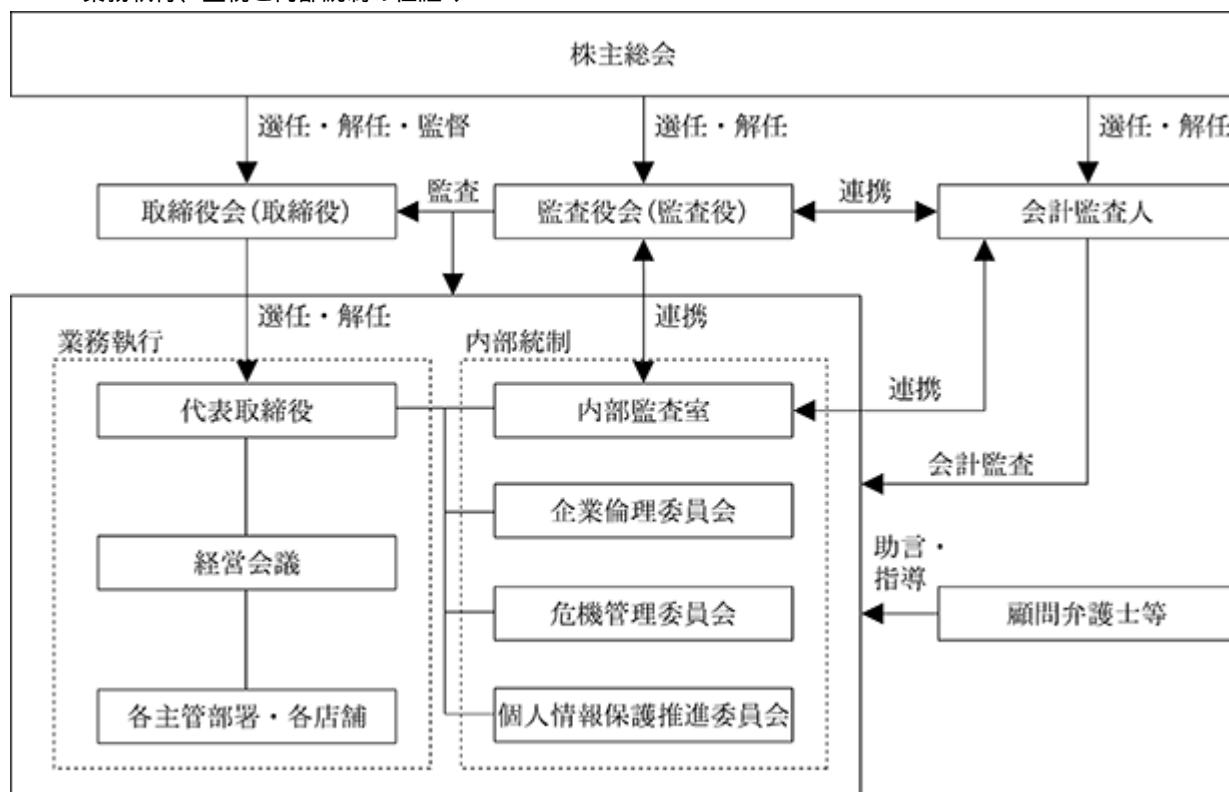 株主総会
選任・解任・監督
選任・解任
選任・解任
取締役会(取締役)
監査
監査役会(監査役)
連携
会計監査人
選任・解任
連携
業務執行
内部統制
代表取締役
内部監査室
連携
会計監査
企業倫理委員会
経営会議
助言・
指導
危機管理委員会
顧問弁護士等
各主管部署・各店舗
個人情報保護推進委員会